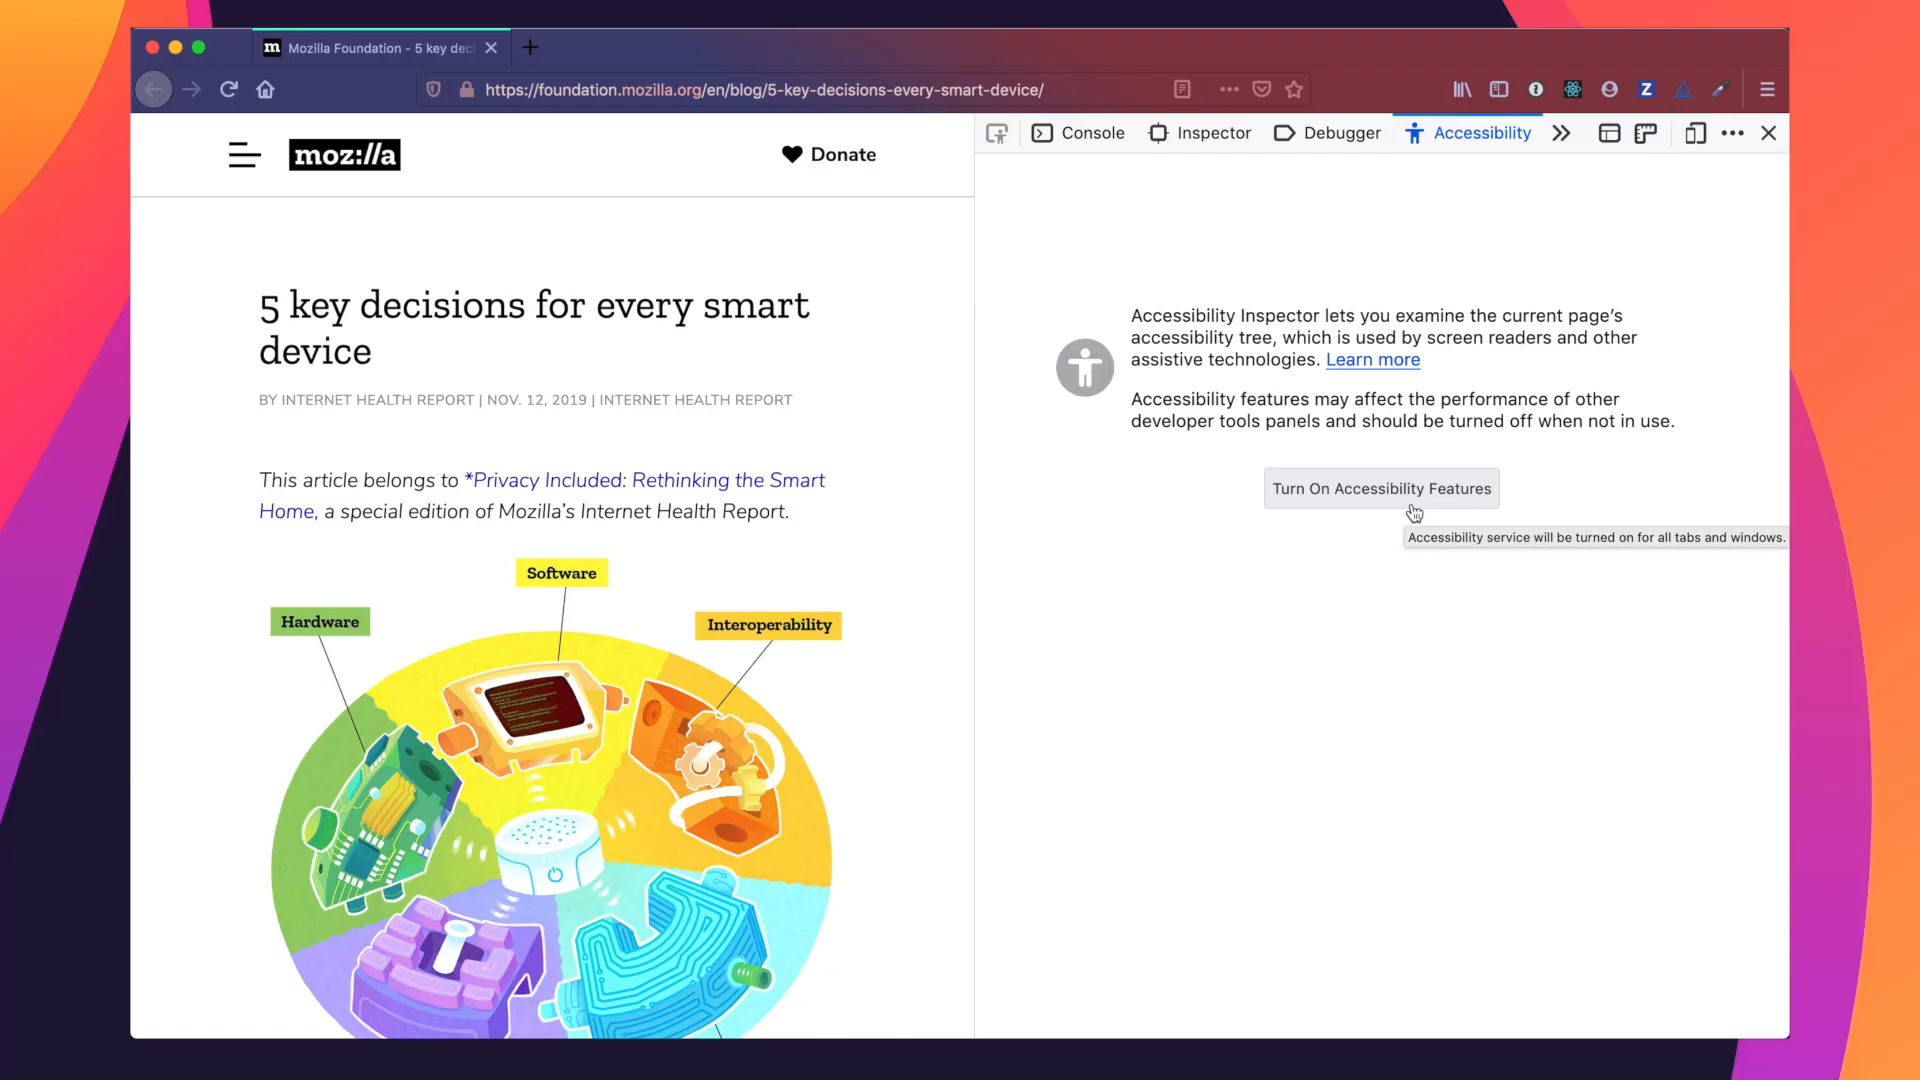 Mozilla Foundation - 5 key dec
https://foundation.mozilla.org/en/blog/5-key-decisions-every-smart-device/
moz://a
Donate
Console
Inspector
Debugger
Accessibility
5 key decisions for every smart
device
BY INTERNET HEALTH REPORT | NOV. 12, 2019 | INTERNET HEALTH REPORT
This article belongs to *Privacy Included: Rethinking the Smart
Home, a special edition of Mozilla's Internet Health Report.
Software
Hardware
Interoperability
Accessibility Inspector lets you examine the current page's
accessibility tree, which is used by screen readers and other
assistive technologies. Learn more
Accessibility features may affect the performance of other
developer tools panels and should be turned off when not in use.
Turn On Accessibility Features
Accessibility service will be turned on for all tabs and windows.